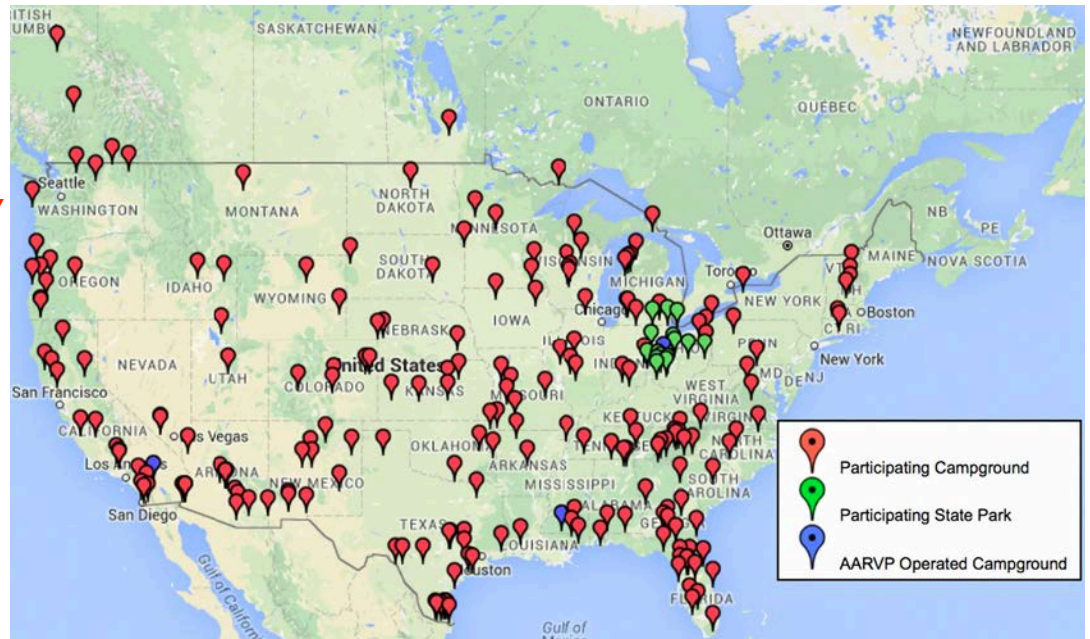 BRITISH
COLUMBIA
SASKATCHEWAN
NEWFOUNDLAND
AND LABRADOR
ONTARIO
QUÉBEC
Seattle
WASHINGTON
MONTANA
NORTH
DAKOTA
MINNESOTA
Ottawa
NB
PE
MAINE
NOVA SCOTIA
OREGON
IDAHO
SOUTH
DAKOTA
WISCONSIN
MICHIGAN
Toronto
VT
NH
WYOMING
NEW YORK
Chicago
MA
CT RI
Boston
IOWA
NEBRASKA
ILLINOIS
OHIO
PENN
New York
NEVADA
United States
INDIANA
MD
DE NJ
UTAH
COLORADO
KANSAS
MISSOURI
WEST
VIRGINIA
San Francisco
KENTUCKY
VIRGINIA
CALIFORNIA
Las Vegas
OKLAHOMA
TENNESSEE
NORTH
CAROLINA
ARKANSAS
Los Angeles
ARIZONA
NEW MEXICO
MISSISSIPPI
SOUTH
CAROLINA
San Diego
ALABAMA
TEXAS
GEORGIA
LOUISIANA
Houston
FLORIDA
Gulf of California
Gulf of
Mexico
Participating Campground
Participating State Park
AARVP Operated Campground